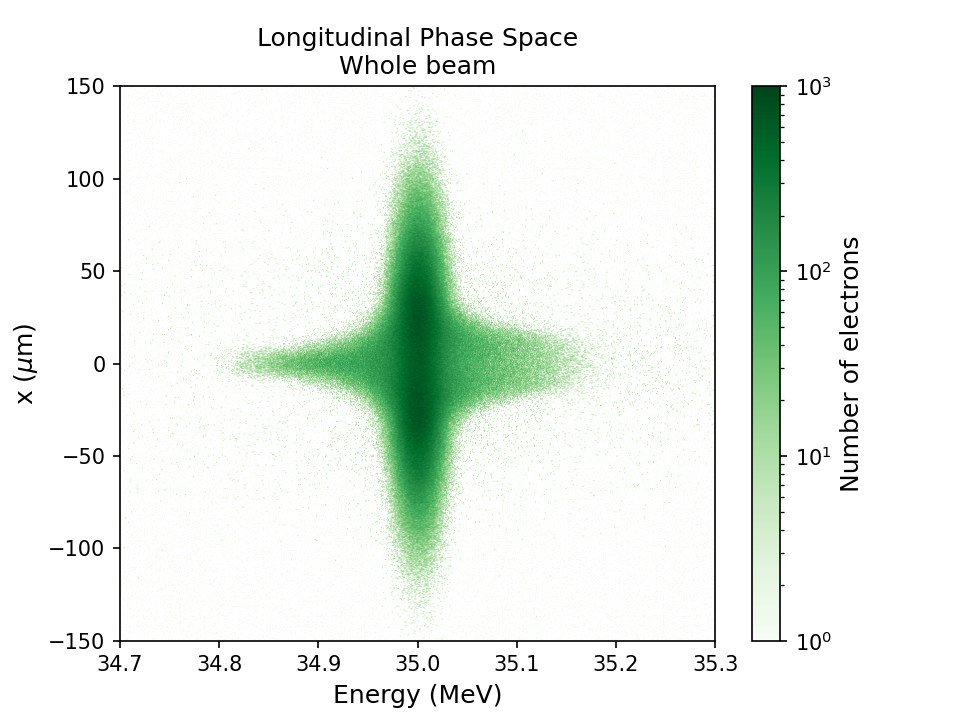 Longitudinal Phase Space
Whole beam
150
100
50
0
−50
−100
−150
x (μm)
34.7 34.8 34.9 35.0 35.1 35.2 35.3
Energy (MeV)
10³
10²
10¹
10⁰
Number of electrons